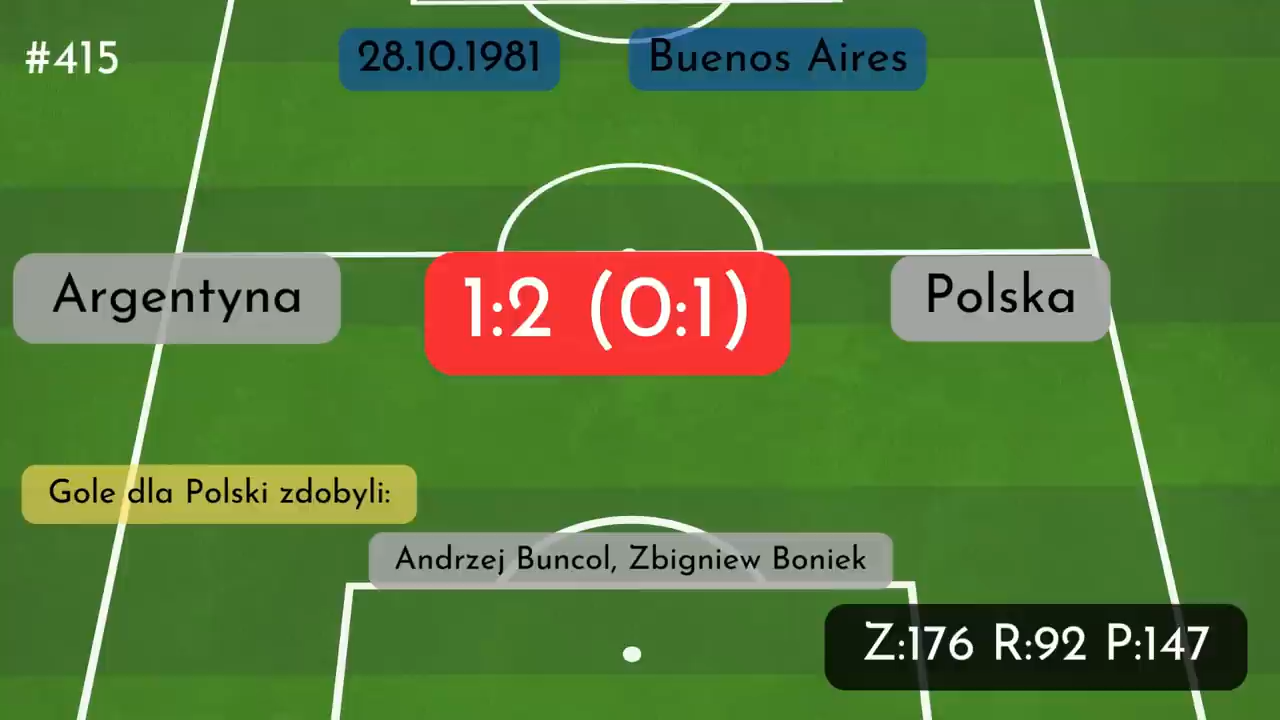 #415
28.10.1981
Buenos Aires
Argentyna
1:2 (0:1)
Polska
Gole dla Polski zdobyli:
Andrzej Buncol, Zbigniew Boniek
Z:176 R:92 P:147